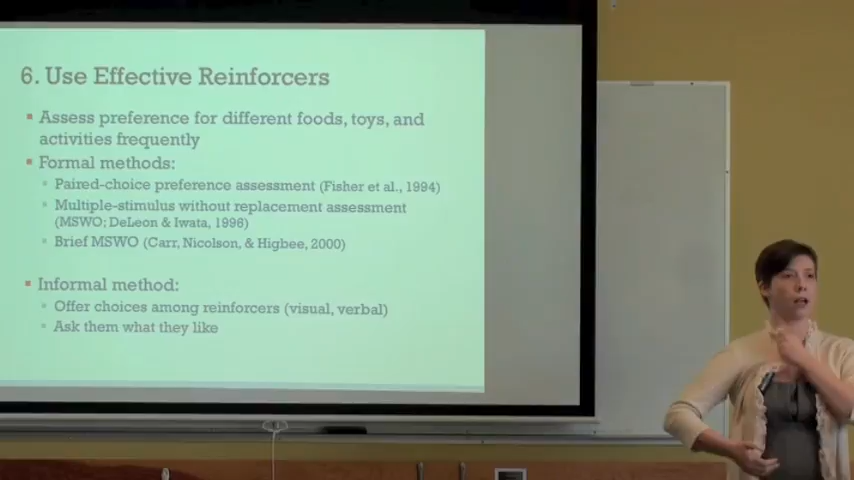 6. Use Effective Reinforcers
Assess preference for different foods, toys, and
activities frequently
Formal methods:
Paired-choice preference assessment (Fisher et al., 1994)
Multiple-stimulus without replacement assessment
(MSWO; DeLeon & Iwata, 1996)
Brief MSWO (Carr, Nicolson, & Higbee, 2000)
Informal method:
Offer choices among reinforcers (visual, verbal)
Ask them what they like